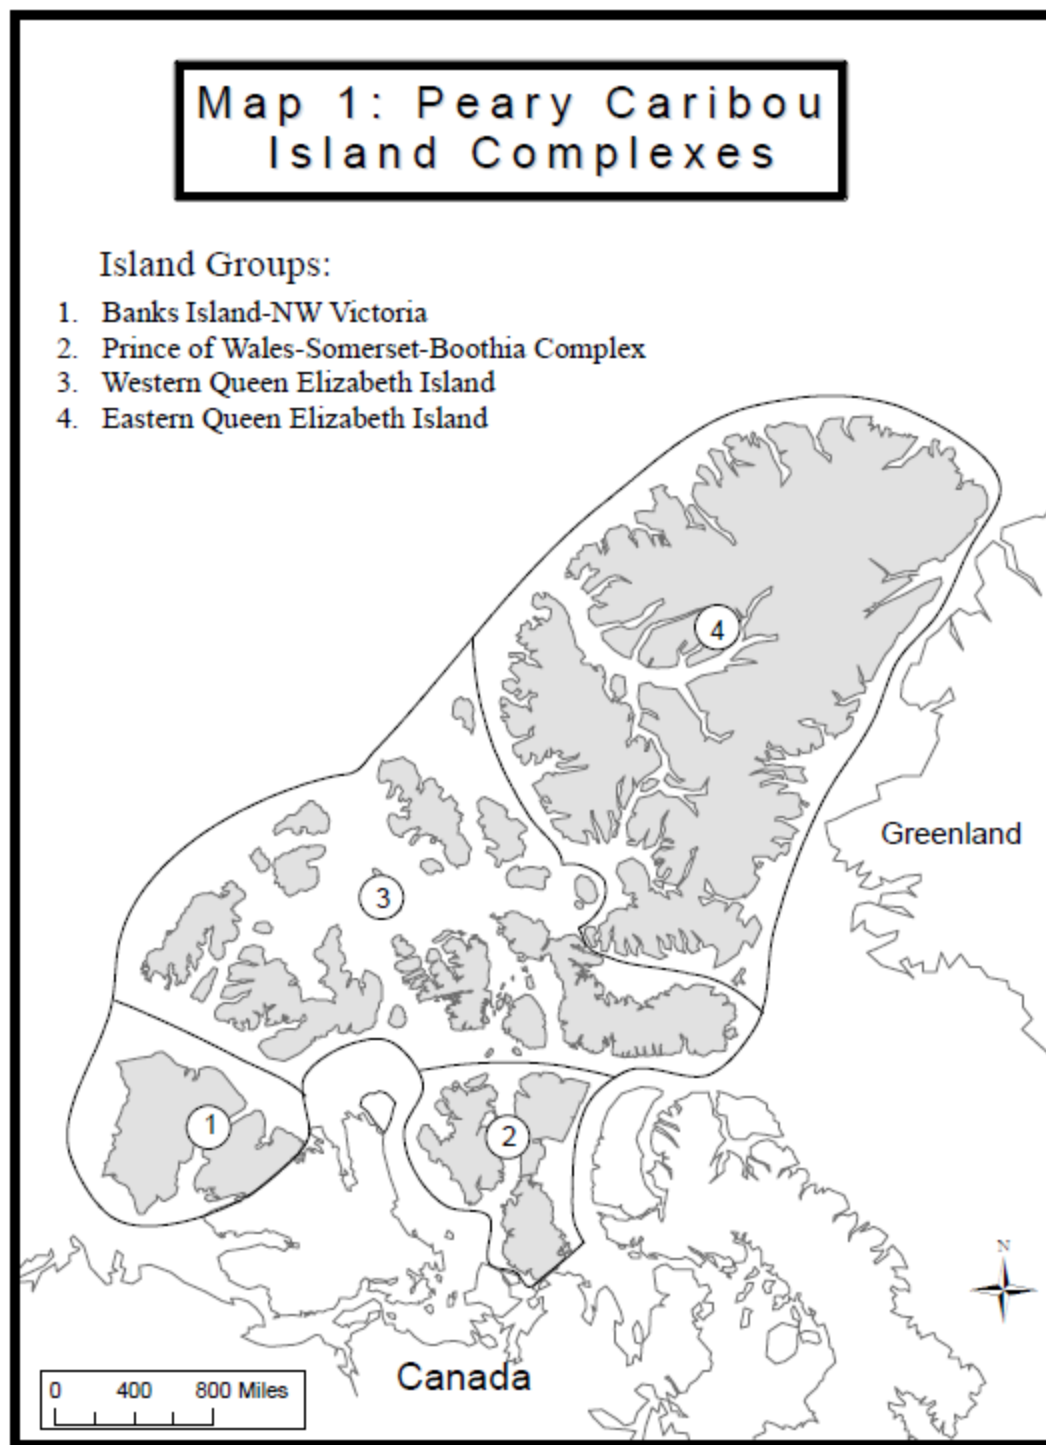 Map 1: Peary Caribou
Island Complexes
Island Groups:
1. Banks Island-NW Victoria
2. Prince of Wales-Somerset-Boothia Complex
3. Western Queen Elizabeth Island
4. Eastern Queen Elizabeth Island
4
Greenland
3
1
2
N
Canada
0 400 800 Miles